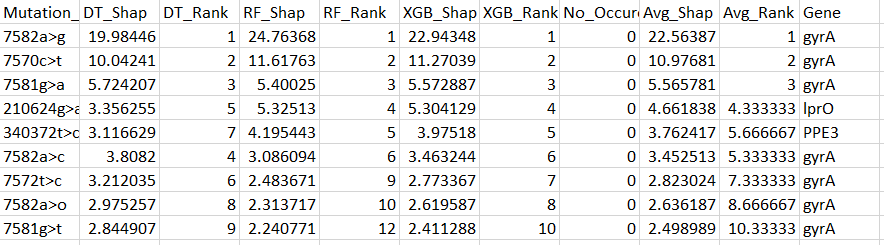 Mutation_ DT_Shap DT_Rank RF_Shap RF_Rank XGB_Shap XGB_Rank No_Occure Avg_Shap Avg_Rank Gene
7582a>g 19.98446 1 24.76368 1 22.94348 1 0 22.56387 1 gyrA
7570c>t 10.04241 2 11.61763 2 11.27039 2 0 10.97681 2 gyrA
7581g>a 5.724207 3 5.40025 3 5.572887 3 0 5.565781 3 gyrA
210624g>a 3.356255 5 5.32513 4 5.304129 4 0 4.661838 4.333333 lprO
340372t>c 3.116629 7 4.195443 5 3.97518 5 0 3.762417 5.666667 PPE3
7582a>c 3.8082 4 3.086094 6 3.463244 6 0 3.452513 5.333333 gyrA
7572t>c 3.212035 6 2.483671 9 2.773367 7 0 2.823024 7.333333 gyrA
7582a>o 2.975257 8 2.313717 10 2.619587 8 0 2.636187 8.666667 gyrA
7581g>t 2.844907 9 2.240771 12 2.411288 10 0 2.498989 10.33333 gyrA